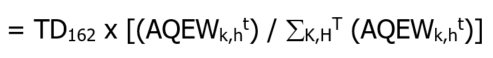 = TD₁₆₂ x [(AQEWₖ,ₕᵗ) / ∑K,Hᵀ (AQEWₖ,ₕᵗ)]